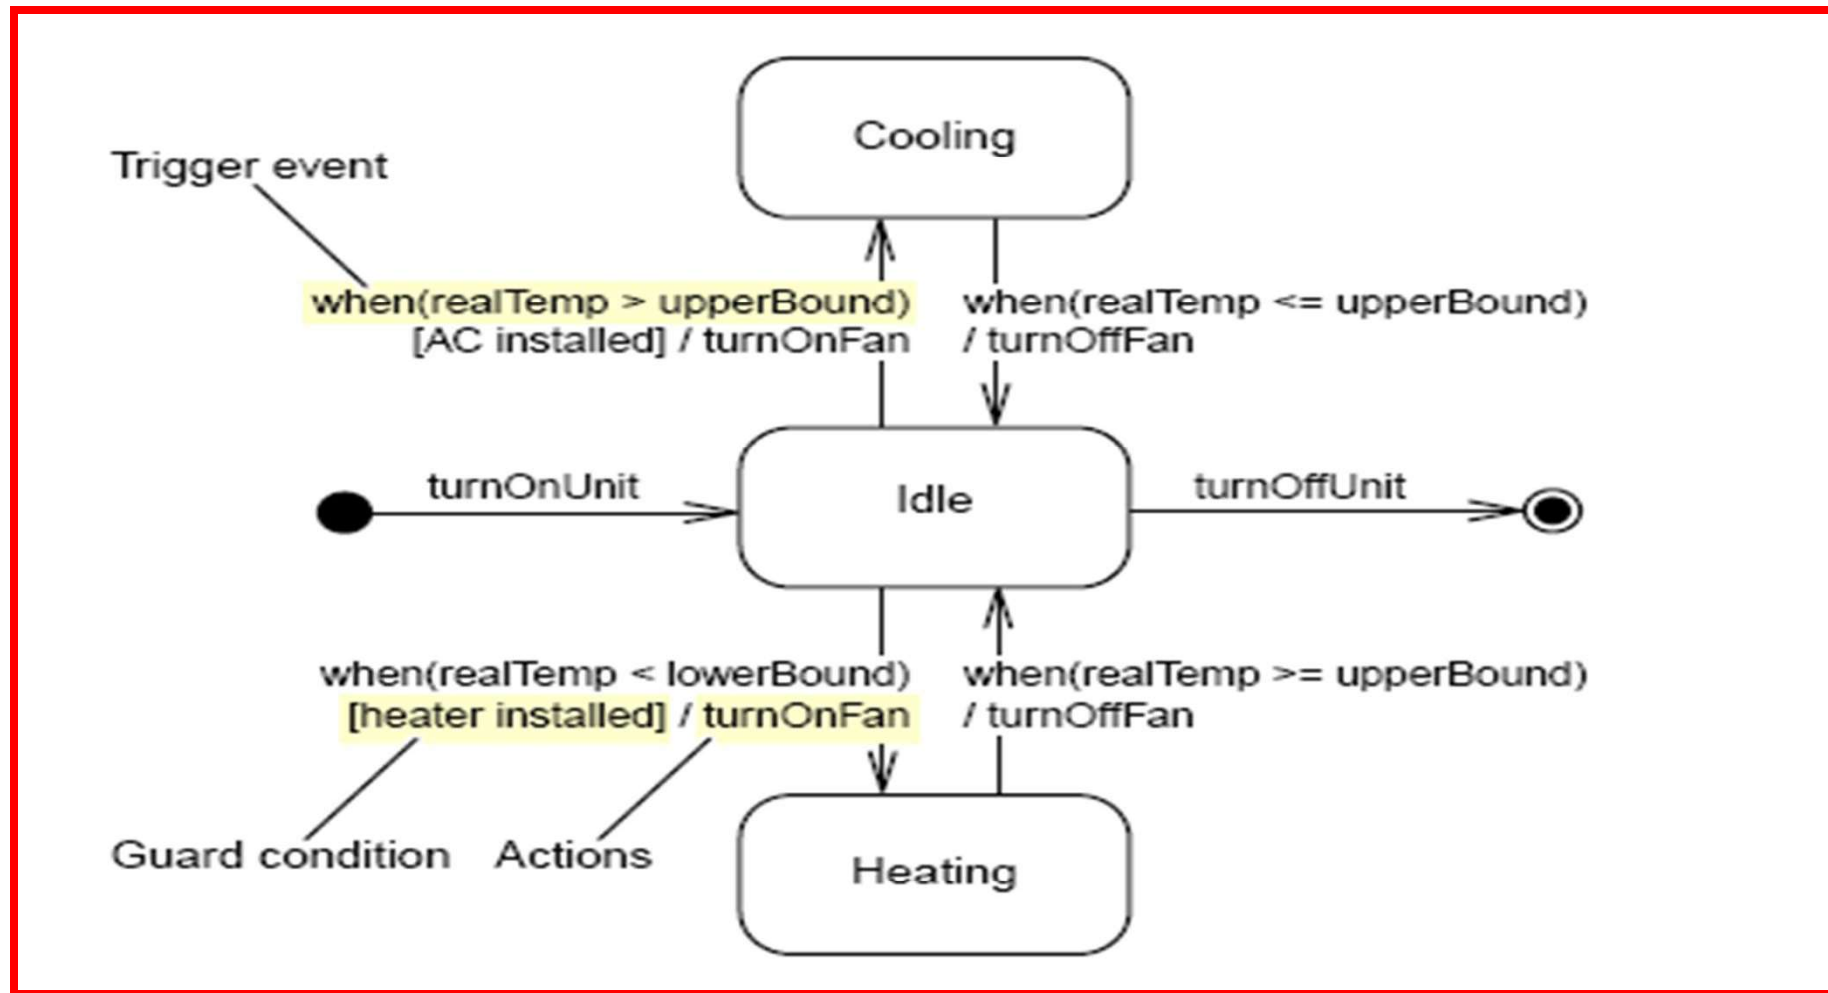 Cooling
Trigger event
when(realTemp > upperBound)
[AC installed] / turnOnFan
when(realTemp <= upperBound)
/ turnOffFan
turnOnUnit
Idle
turnOffUnit
when(realTemp < lowerBound)
[heater installed] / turnOnFan
when(realTemp >= upperBound)
/ turnOffFan
Guard condition
Actions
Heating